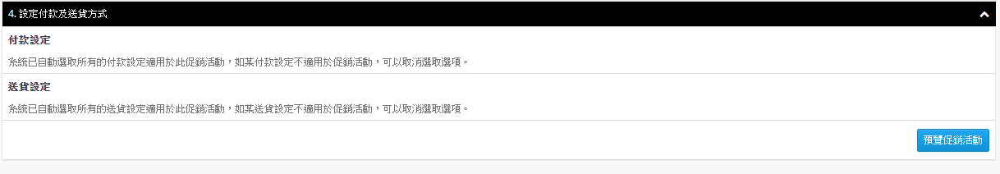 4. 設定付款及送貨方式
付款設定
系統已自動選取所有的付款設定適用於此促銷活動，如某付款設定不適用於促銷活動，可以取消選取選項。
送貨設定
系統已自動選取所有的送貨設定適用於此促銷活動，如某送貨設定不適用於促銷活動，可以取消選取選項。
預覽促銷活動